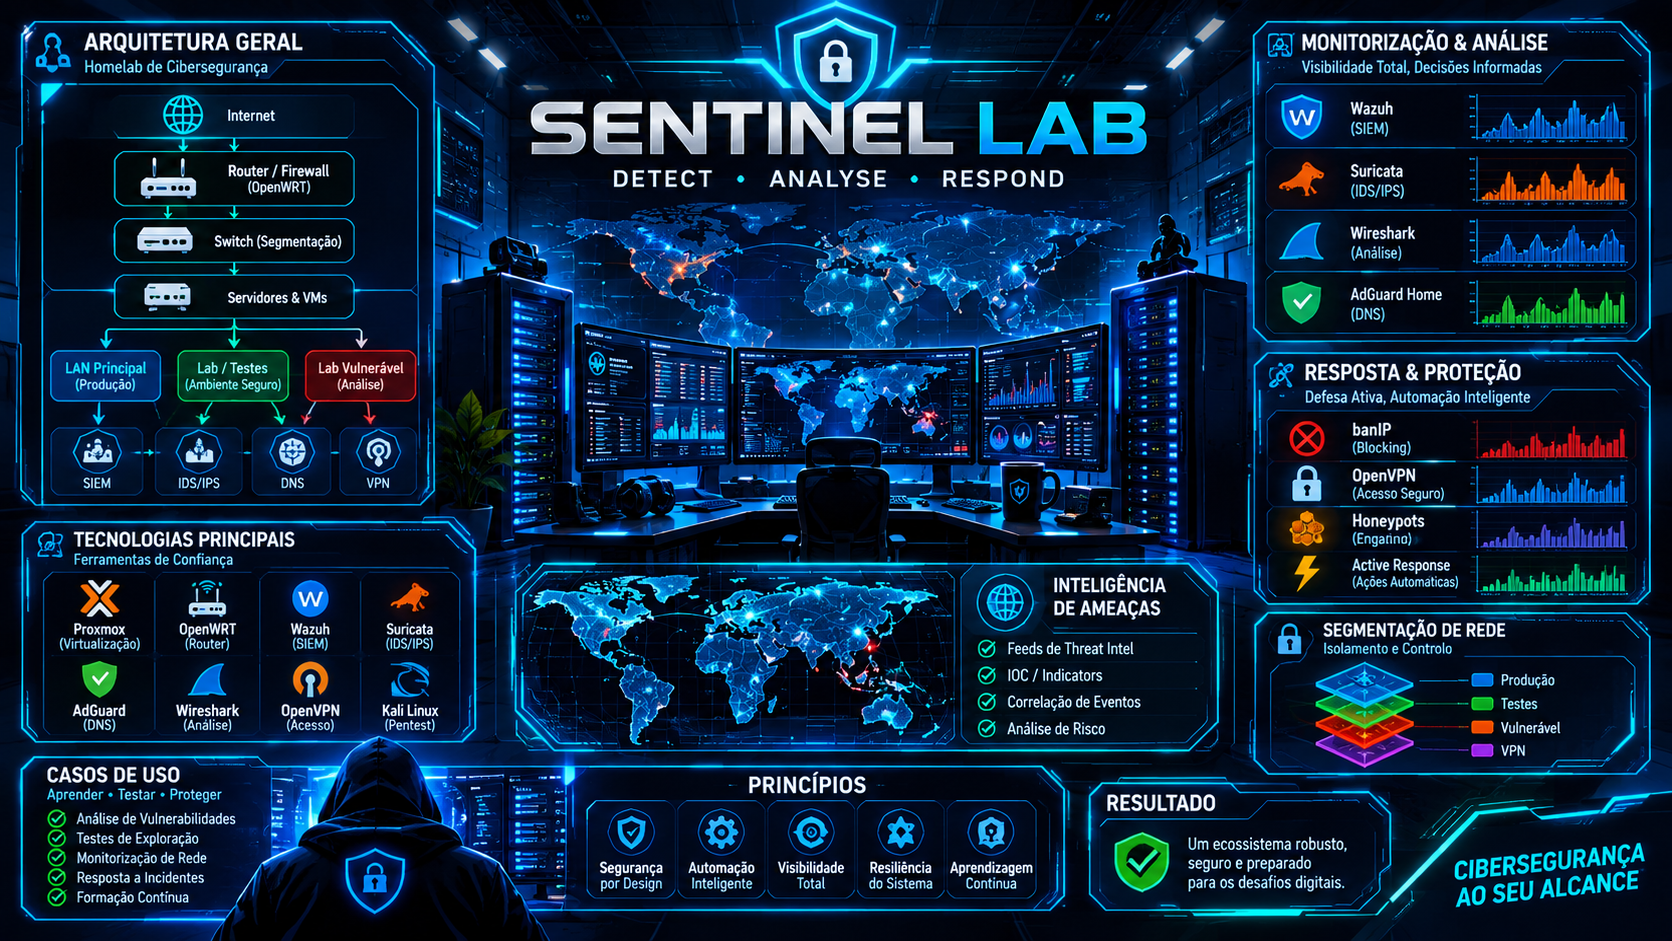 SENTINEL LAB
DETECT • ANALYSE • RESPOND
ARQUITETURA GERAL
Homelab de Cibersegurança
Internet
Router / Firewall
(OpenWRT)
Switch (Segmentação)
Servidores & VMs
LAN Principal
(Produção)
Lab / Testes
(Ambiente Seguro)
Lab Vulnerável
(Análise)
SIEM
IDS/IPS
DNS
VPN
TECNOLOGIAS PRINCIPAIS
Ferramentas de Confiança
Proxmox
(Virtualização)
OpenWRT
(Router)
W
Wazuh
(SIEM)
Suricata
(IDS/IPS)
AdGuard
(DNS)
Wireshark
(Análise)
OpenVPN
(Acesso)
Kali Linux
(Pentest)
CASOS DE USO
Aprender • Testar • Proteger
Análise de Vulnerabilidades
Testes de Exploração
Monitorização de Rede
Resposta a Incidentes
Formação Contínua
INTELIGÊNCIA
DE AMEAÇAS
Feeds de Threat Intel
IOC / Indicators
Correlação de Eventos
Análise de Risco
PRINCÍPIOS
Segurança
por Design
Automação
Inteligente
Visibilidade
Total
Resiliência
do Sistema
Aprendizagem
Contínua
MONITORIZAÇÃO & ANÁLISE
Visibilidade Total, Decisões Informadas
W
Wazuh
(SIEM)
Suricata
(IDS/IPS)
Wireshark
(Análise)
AdGuard Home
(DNS)
RESPOSTA & PROTEÇÃO
Defesa Ativa, Automação Inteligente
banIP
(Blocking)
OpenVPN
(Acesso Seguro)
Honeypots
Active Response
(Ações Automáticas)
SEGMENTAÇÃO DE REDE
Isolamento e Controlo
Produção
Testes
Vulnerável
VPN
RESULTADO
Um ecossistema robusto,
seguro e preparado
para os desafios digitais.
CIBERSEGURANÇA
AO SEU ALCANCE